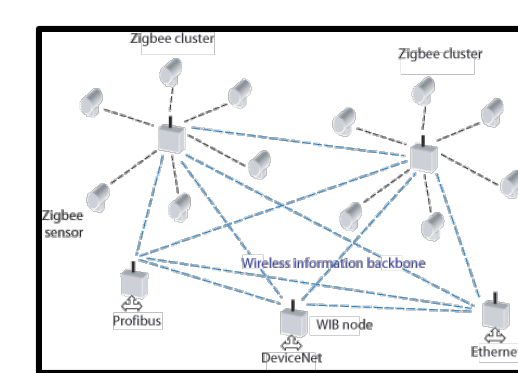 Zigbee cluster
Zigbee cluster
Zigbee
sensor
Wireless information backbone
Profibus
WIB node
DeviceNet
Etherne